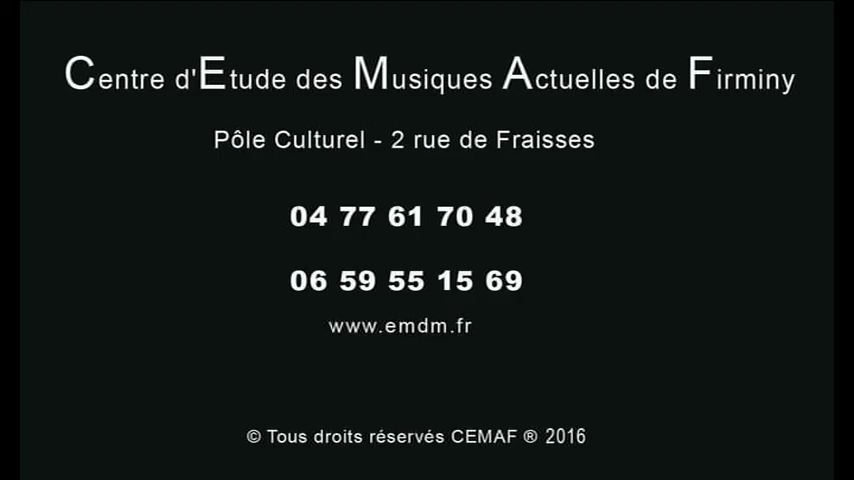 Centre d'Etude des Musiques Actuelles de Firminy
Pôle Culturel - 2 rue de Fraisses
04 77 61 70 48
06 59 55 15 69
www.emdm.fr
© Tous droits réservés CEMAF ® 2016